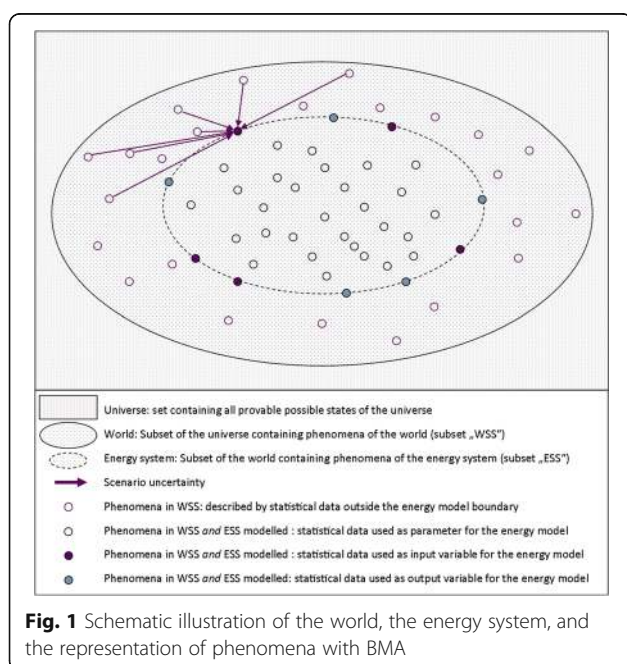 Universe: set containing all provable possible states of the universe
World: Subset of the universe containing phenomena of the world (subset „WSS")
Energy system: Subset of the world containing phenomena of the energy system (subset „ESS")
Scenario uncertainty
Phenomena in WSS: described by statistical data outside the energy model boundary
Phenomena in WSS and ESS modelled : statistical data used as parameter for the energy model
Phenomena in WSS and ESS modelled : statistical data used as input variable for the energy model
Phenomena in WSS and ESS modelled: statistical data used as output variable for the energy model
Fig. 1 Schematic illustration of the world, the energy system, and
the representation of phenomena with BMA